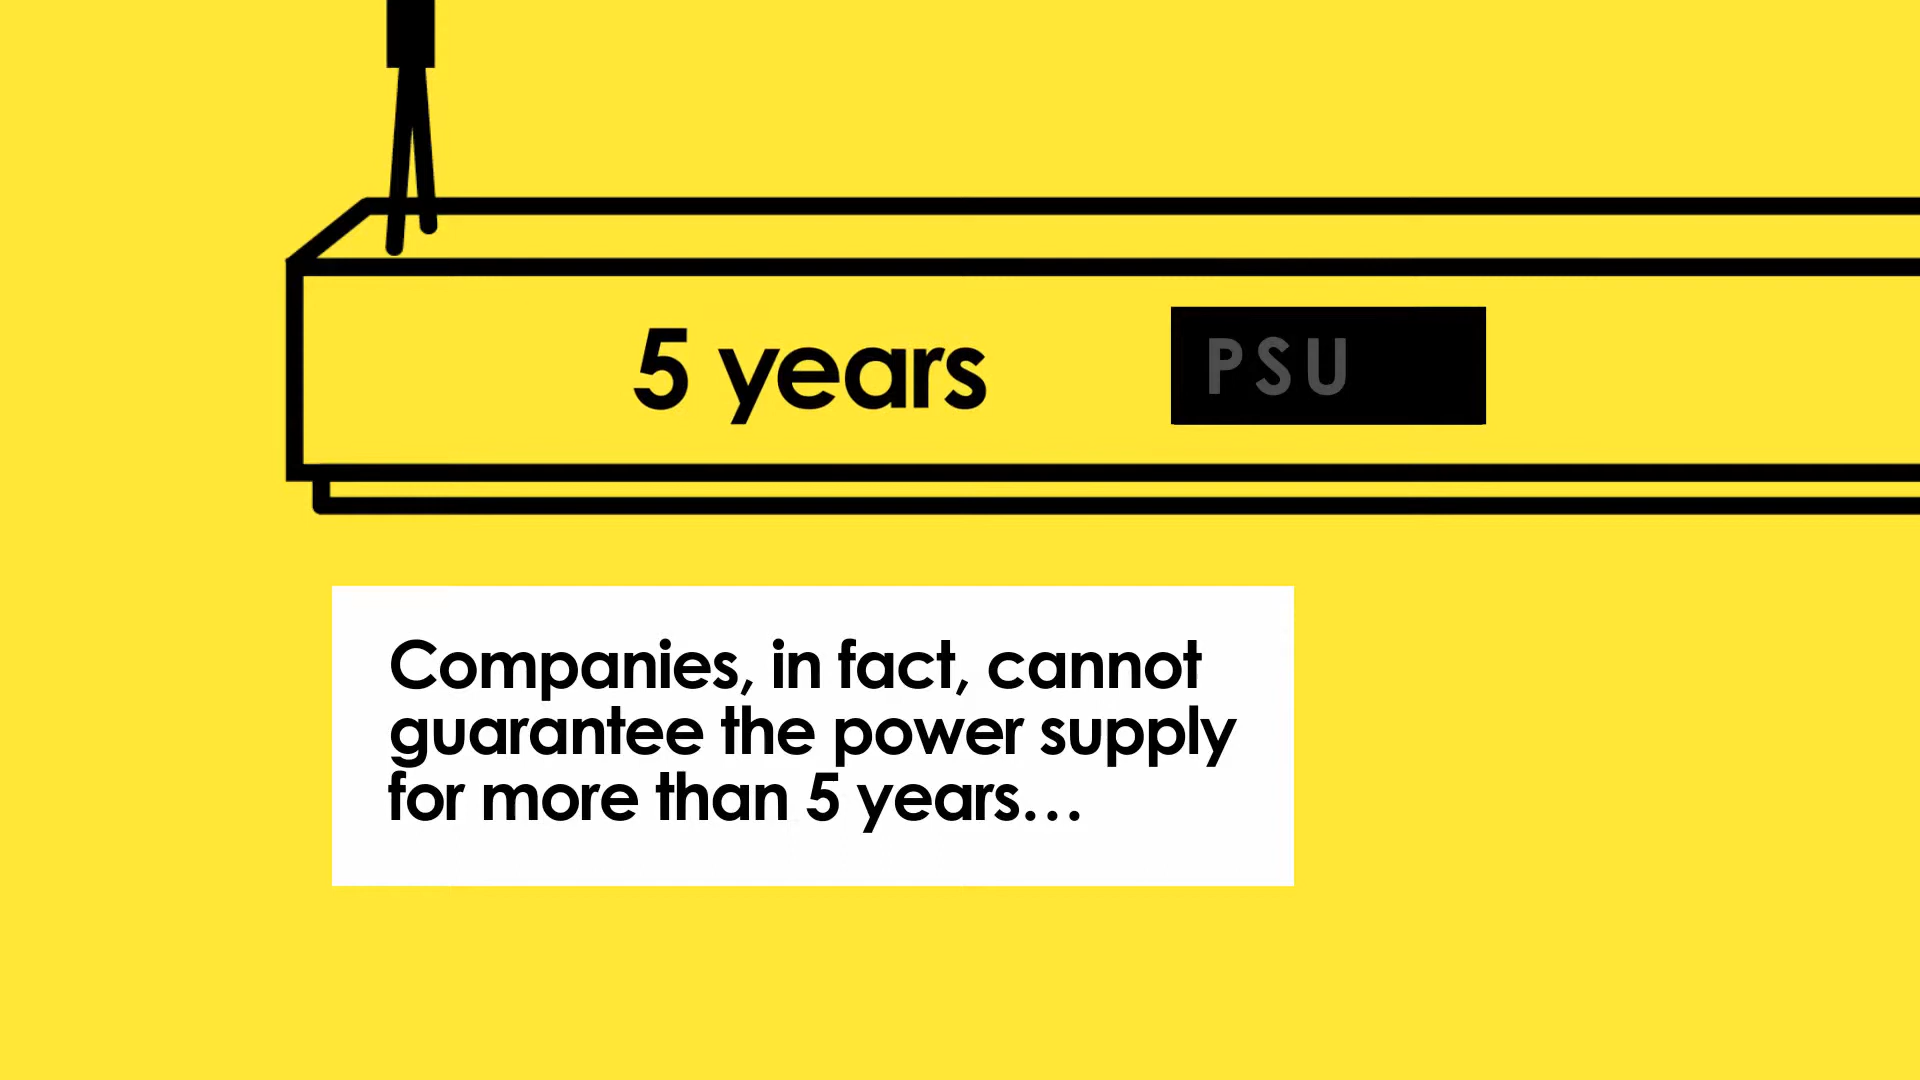 5 years
PSU
Companies, in fact, cannot
guarantee the power supply
for more than 5 years…